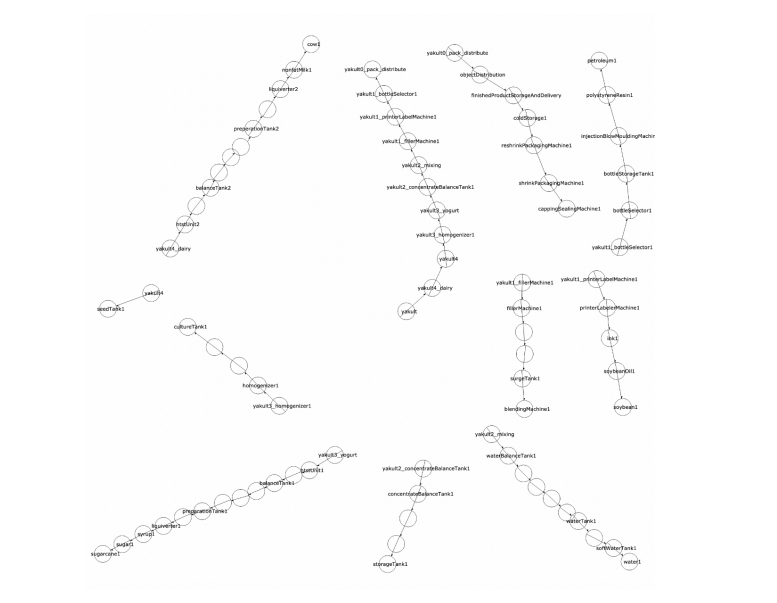 cow1
nonfatMilk1
liquiverter2
preparationTank2
balanceTank2
htstUnit2
yakult4_dairy
yakult0_pack_distribute
yakult1_bottleSelector1
yakult1_printerLabelMachine1
yakult1_fillerMachine1
yakult2_mixing
yakult2_concentrateBalanceTank1
yakult3_yogurt
yakult3_homogenizer1
yakult4
yakult4_dairy
yakult
yakult0_pack_distribute
objectDistribution
finishedProductStorageAndDelivery
coldStorage1
reshrinkPackagingMachine1
shrinkPackagingMachine1
cappingSealingMachine1
petroleum1
polystyreneResin1
injectionBlowMouldingMachin
bottleStorageTank1
bottleSelector1
yakult1_bottleSelector1
yakult4
seedTank1
cultureTank1
homogenizer1
yakult3_homogenizer1
yakult1_fillerMachine1
fillerMachine1
surgeTank1
blendingMachine1
yakult1_printerLabelMachine1
printerLabelerMachine1
ink1
soybeanOil1
soybean1
yakult3_yogurt
htstUnit1
balanceTank1
preparationTank1
liquiverter1
syrup1
sugar1
sugarcane1
yakult2_concentrateBalanceTank1
concentrateBalanceTank1
storageTank1
yakult2_mixing
waterBalanceTank1
waterTank1
softWaterTank1
water1